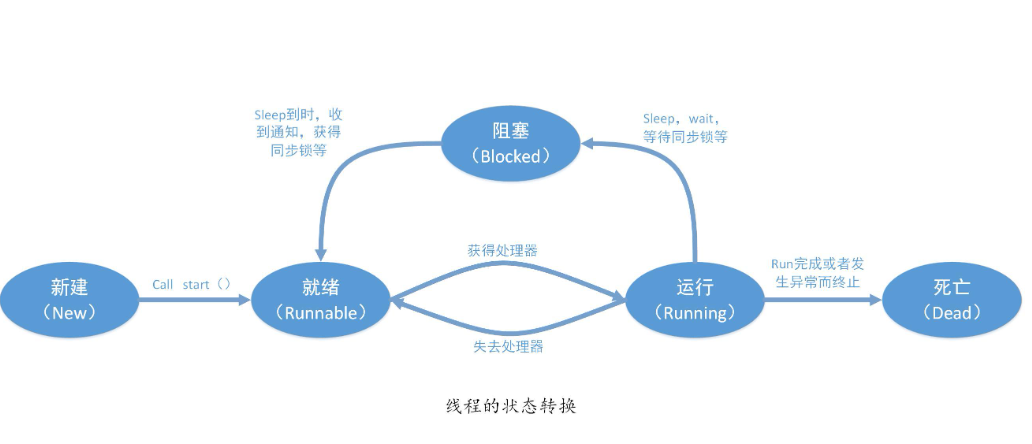 Sleep到时，收
到通知，获得
同步锁等
阻塞
（Blocked）
Sleep，wait，
等待同步锁等
新建
（New）
Call start（）
就绪
（Runnable）
获得处理器
失去处理器
运行
（Running）
Run完成或者发
生异常而终止
死亡
（Dead）
线程的状态转换